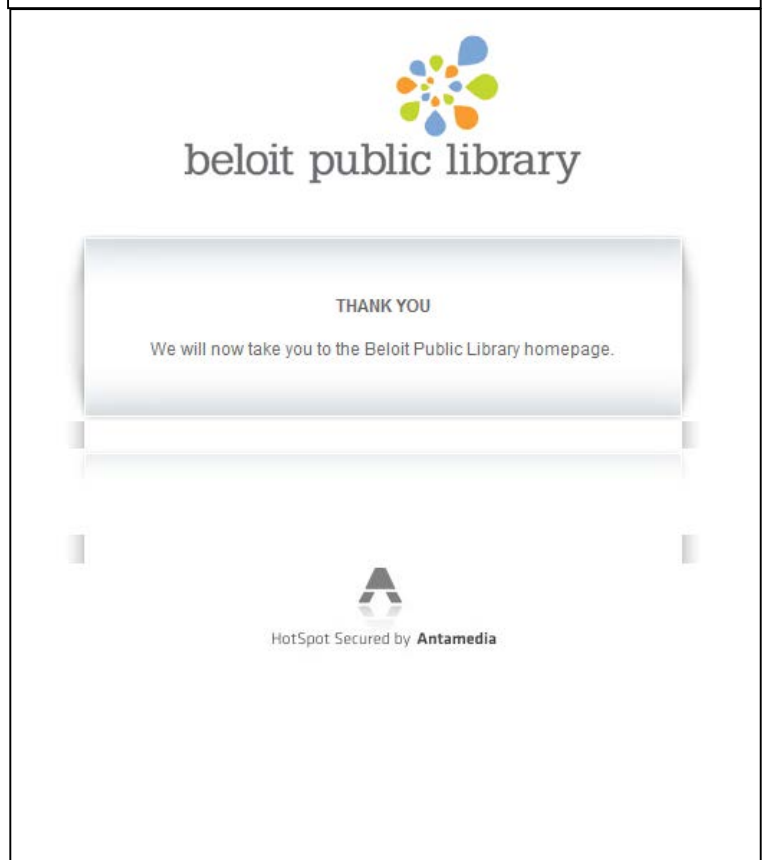 beloit public library
THANK YOU
We will now take you to the Beloit Public Library homepage.
HotSpot Secured by Antamedia